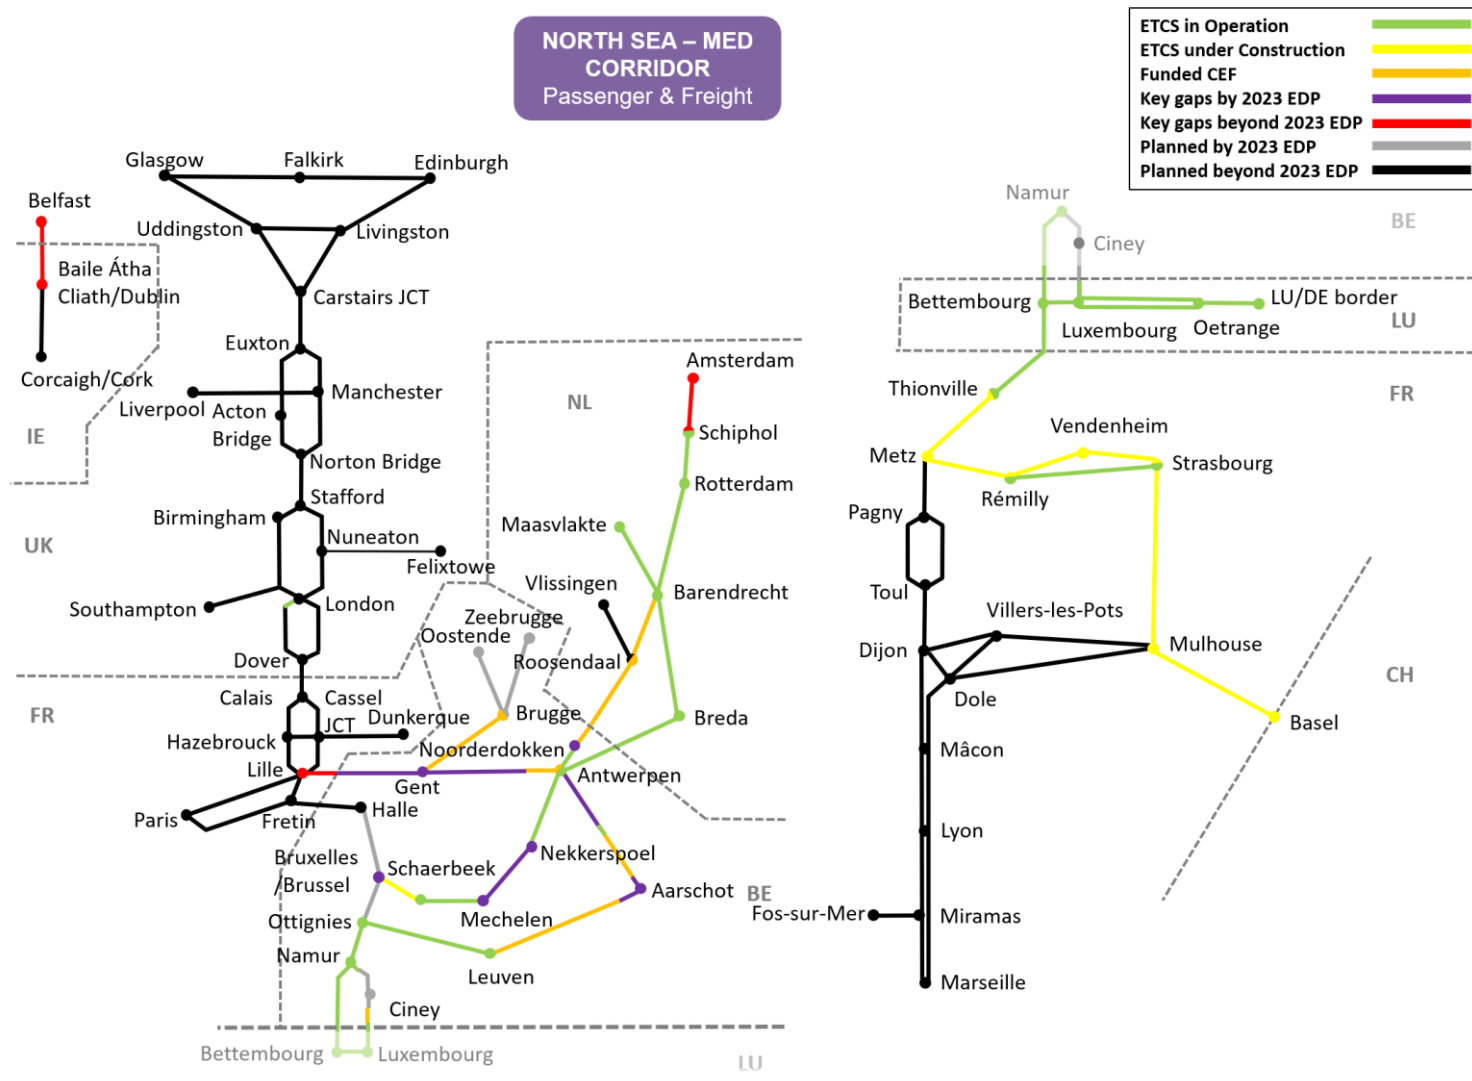 NORTH SEA – MED
CORRIDOR
Passenger & Freight
ETCS in Operation
ETCS under Construction
Funded CEF
Key gaps by 2023 EDP
Key gaps beyond 2023 EDP
Planned by 2023 EDP
Planned beyond 2023 EDP
Glasgow
Falkirk
Edinburgh
Belfast
Uddingston
Livingston
Baile Átha
Cliath/Dublin
Carstairs JCT
Euxton
Corcaigh/Cork
Liverpool
Manchester
Acton
Bridge
IE
Norton Bridge
Stafford
Birmingham
Nuneaton
UK
Felixtowe
Southampton
London
Dover
Calais
Cassel
JCT
Dunkerque
FR
Hazebrouck
Lille
Paris
Fretin
Halle
Amsterdam
NL
Schiphol
Rotterdam
Maasvlakte
Vlissingen
Barendrecht
Zeebrugge
Oostende
Roosendaal
Brugge
Breda
Noorderdokken
Gent
Antwerpen
Bruxelles
/Brussel
Schaerbeek
Nekkerspoel
Mechelen
Aarschot
BE
Ottignies
Namur
Leuven
Ciney
Bettembourg
Luxembourg
LU
Namur
BE
Ciney
Bettembourg
LU/DE border
Luxembourg
Oetrange
LU
Thionville
FR
Vendenheim
Metz
Strasbourg
Rémilly
Pagny
Toul
Villers-les-Pots
Dijon
Mulhouse
Dole
CH
Basel
Mâcon
Lyon
Fos-sur-Mer
Miramas
Marseille